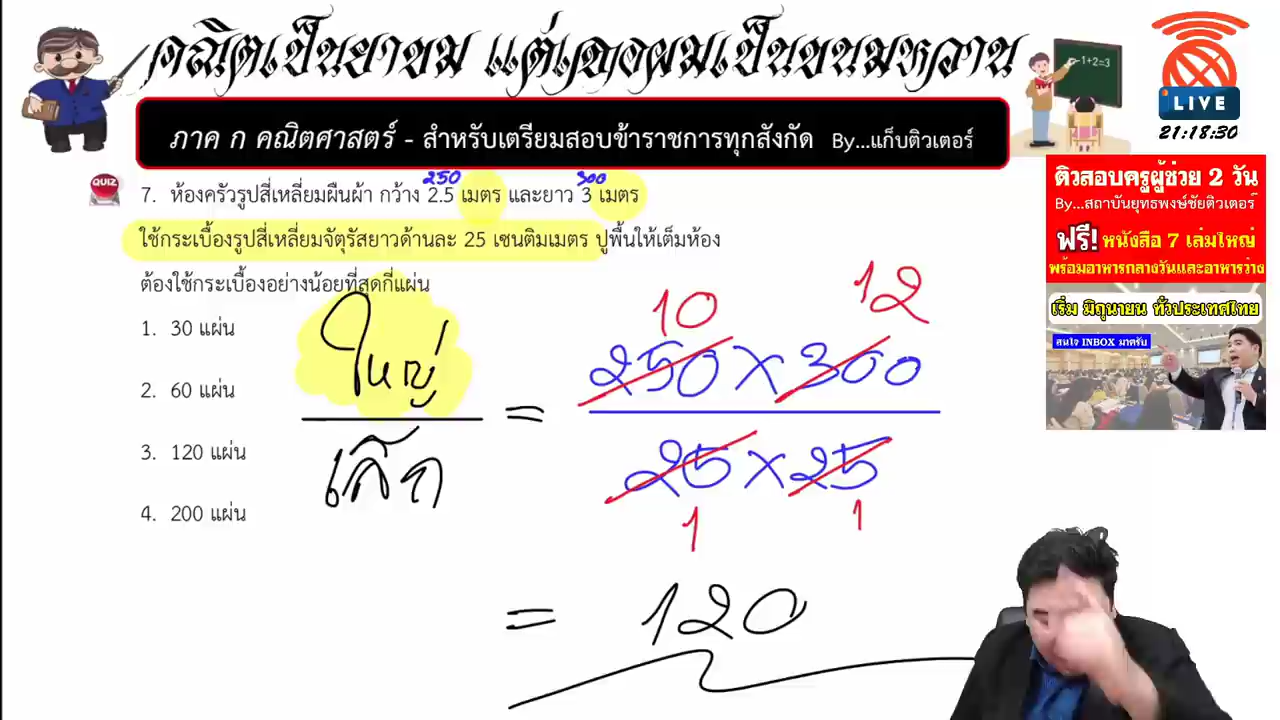 คณิตเป็นยาขม แต่เจอผมเป็นขนมหวาน
-1+2=3
LIVE
21:18:30
ภาค ก คณิตศาสตร์ - สำหรับเตรียมสอบข้าราชการทุกสังกัด By...แก็บติวเตอร์
ติวสอบครูผู้ช่วย 2 วัน
By...สถาบันยุทธพงษ์ชัยติวเตอร์
ฟรี! หนังสือ 7 เล่มใหญ่
พร้อมอาหารกลางวันและอาหารว่าง
เริ่ม มิถุนายน ทั่วประเทศไทย
สนใจ INBOX มาครับ
QUIZ
250 300
7. ห้องครัวรูปสี่เหลี่ยมผืนผ้า กว้าง 2.5 เมตร และยาว 3 เมตร
ใช้กระเบื้องรูปสี่เหลี่ยมจัตุรัสยาวด้านละ 25 เซนติมเมตร ปูพื้นให้เต็มห้อง
ต้องใช้กระเบื้องอย่างน้อยที่สุดกี่แผ่น
1. 30 แผ่น
2. 60 แผ่น
3. 120 แผ่น
4. 200 แผ่น
10 12
ใหญ่ = 250 x 300
เล็ก 25 x 25
1 1
= 120